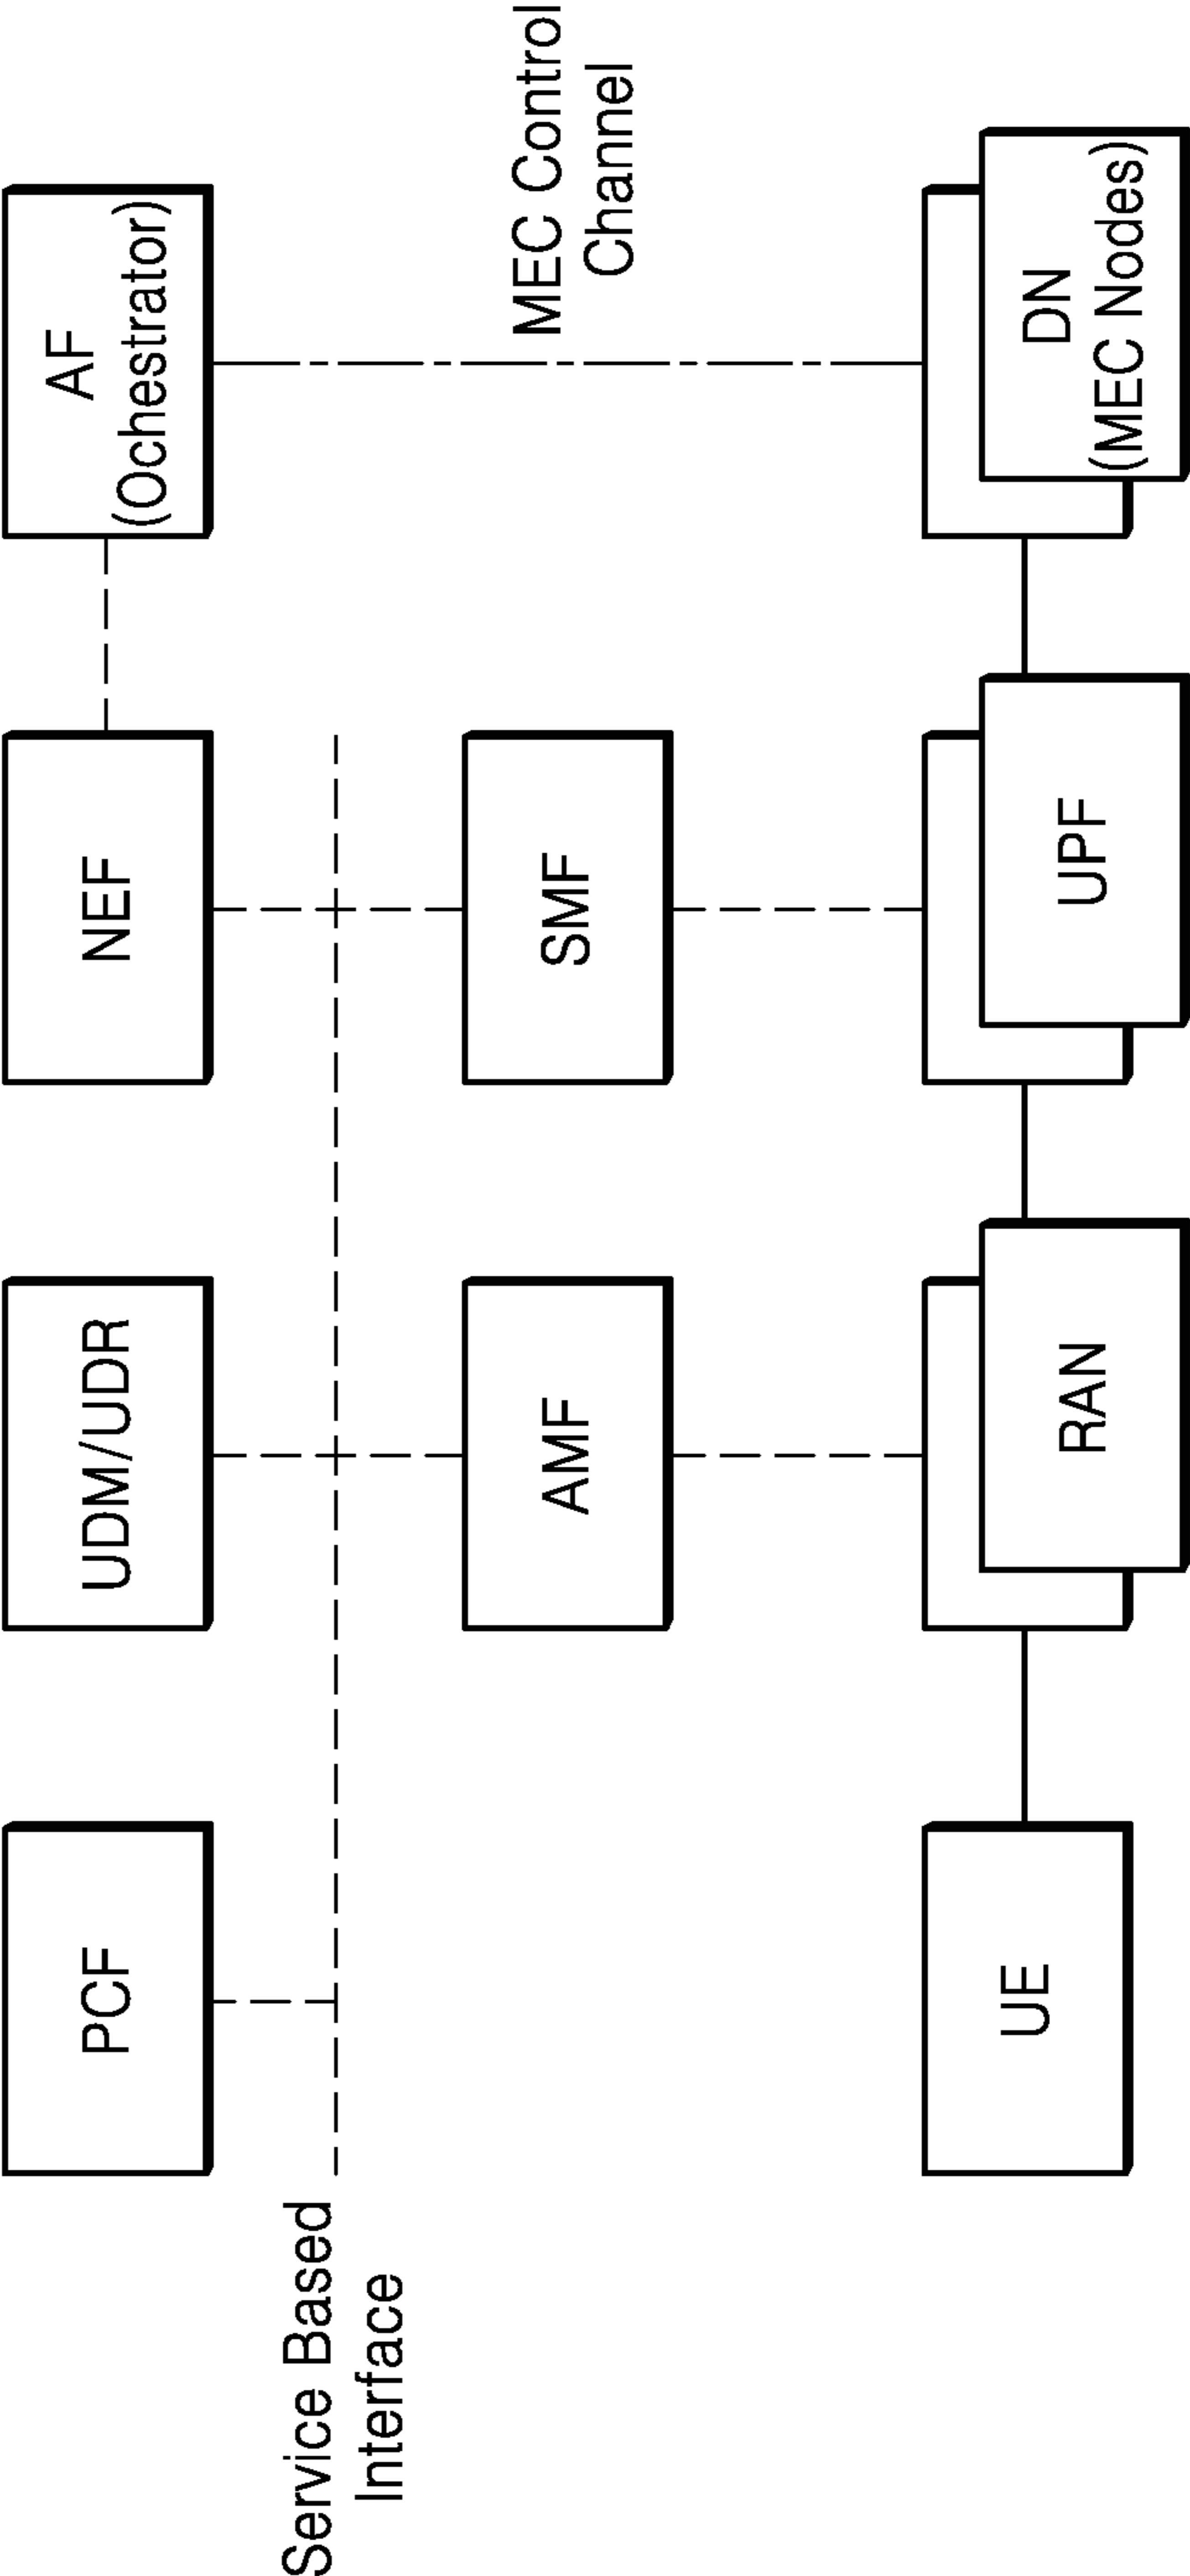 PCF
UDM/UDR
NEF
AF
(Ochestrator)
Service Based
Interface
AMF
SMF
MEC Control
Channel
UE
RAN
UPF
DN
(MEC Nodes)